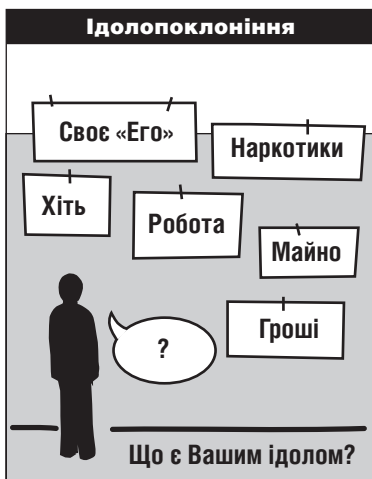 Ідолопоклоніння
Своє «Его»
Наркотики
Хіть
Робота
Майно
Гроші
?
Що є Вашим ідолом?